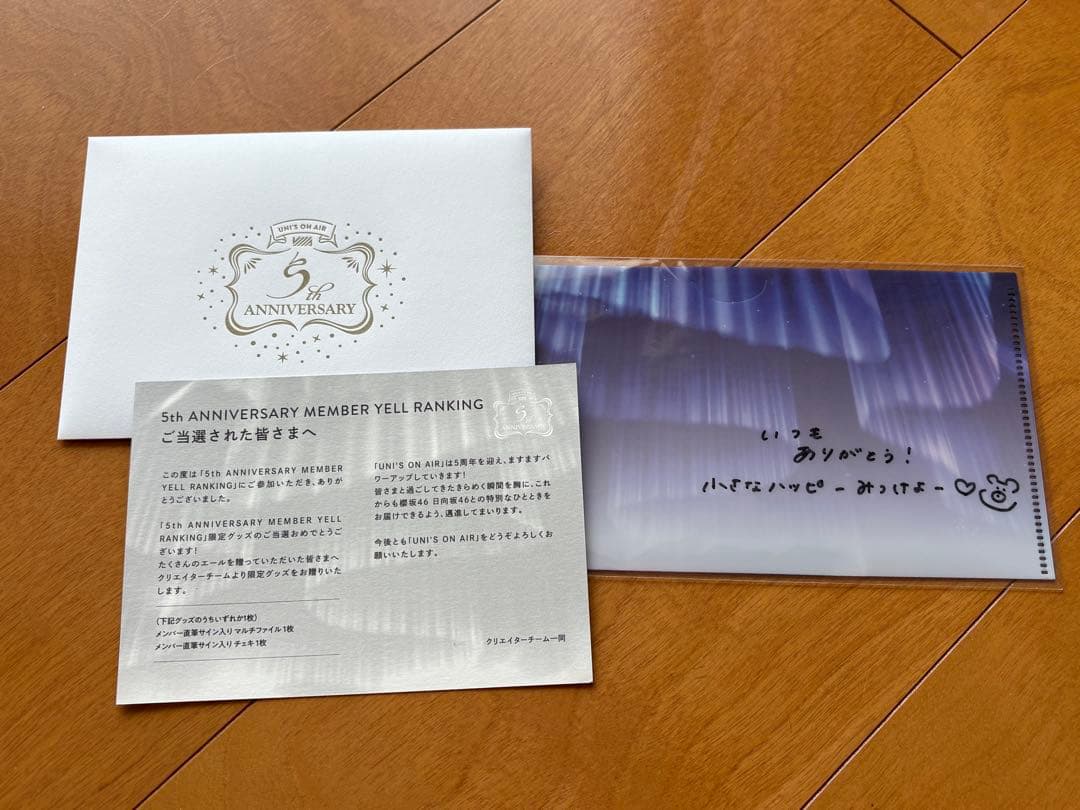 UNI'S ON AIR
5th
ANNIVERSARY
5th ANNIVERSARY MEMBER YELL RANKING
ご当選された皆さまへ
5th
ANNIVERSARY
この度は「5th ANNIVERSARY MEMBER
YELL RANKING」にご参加いただき、ありが
とうございました。
「5th ANNIVERSARY MEMBER YELL
RANKING」限定グッズのご当選おめでとうご
ざいます!
たくさんのエールを贈っていただいた皆さまへ
クリエイターチームより限定グッズをお贈りいた
します。
(下記グッズのうちいずれか1枚)
メンバー直筆サイン入り マルチファイル 1枚
メンバー直筆サイン入り チェキ 1枚
「UNI'S ON AIR」は5周年を迎え、ますますパ
ワーアップしていきます!
皆さまと過ごしてきたきらめく瞬間を胸に、これ
からも櫻坂46 日向坂46との特別なひとときを
お届けできるよう、邁進してまいります。
今後とも「UNI'S ON AIR」をどうぞよろしくお
願いいたします。
クリエイターチーム一同
いつも
ありがとう!
小さなハッピーみつけよー♡